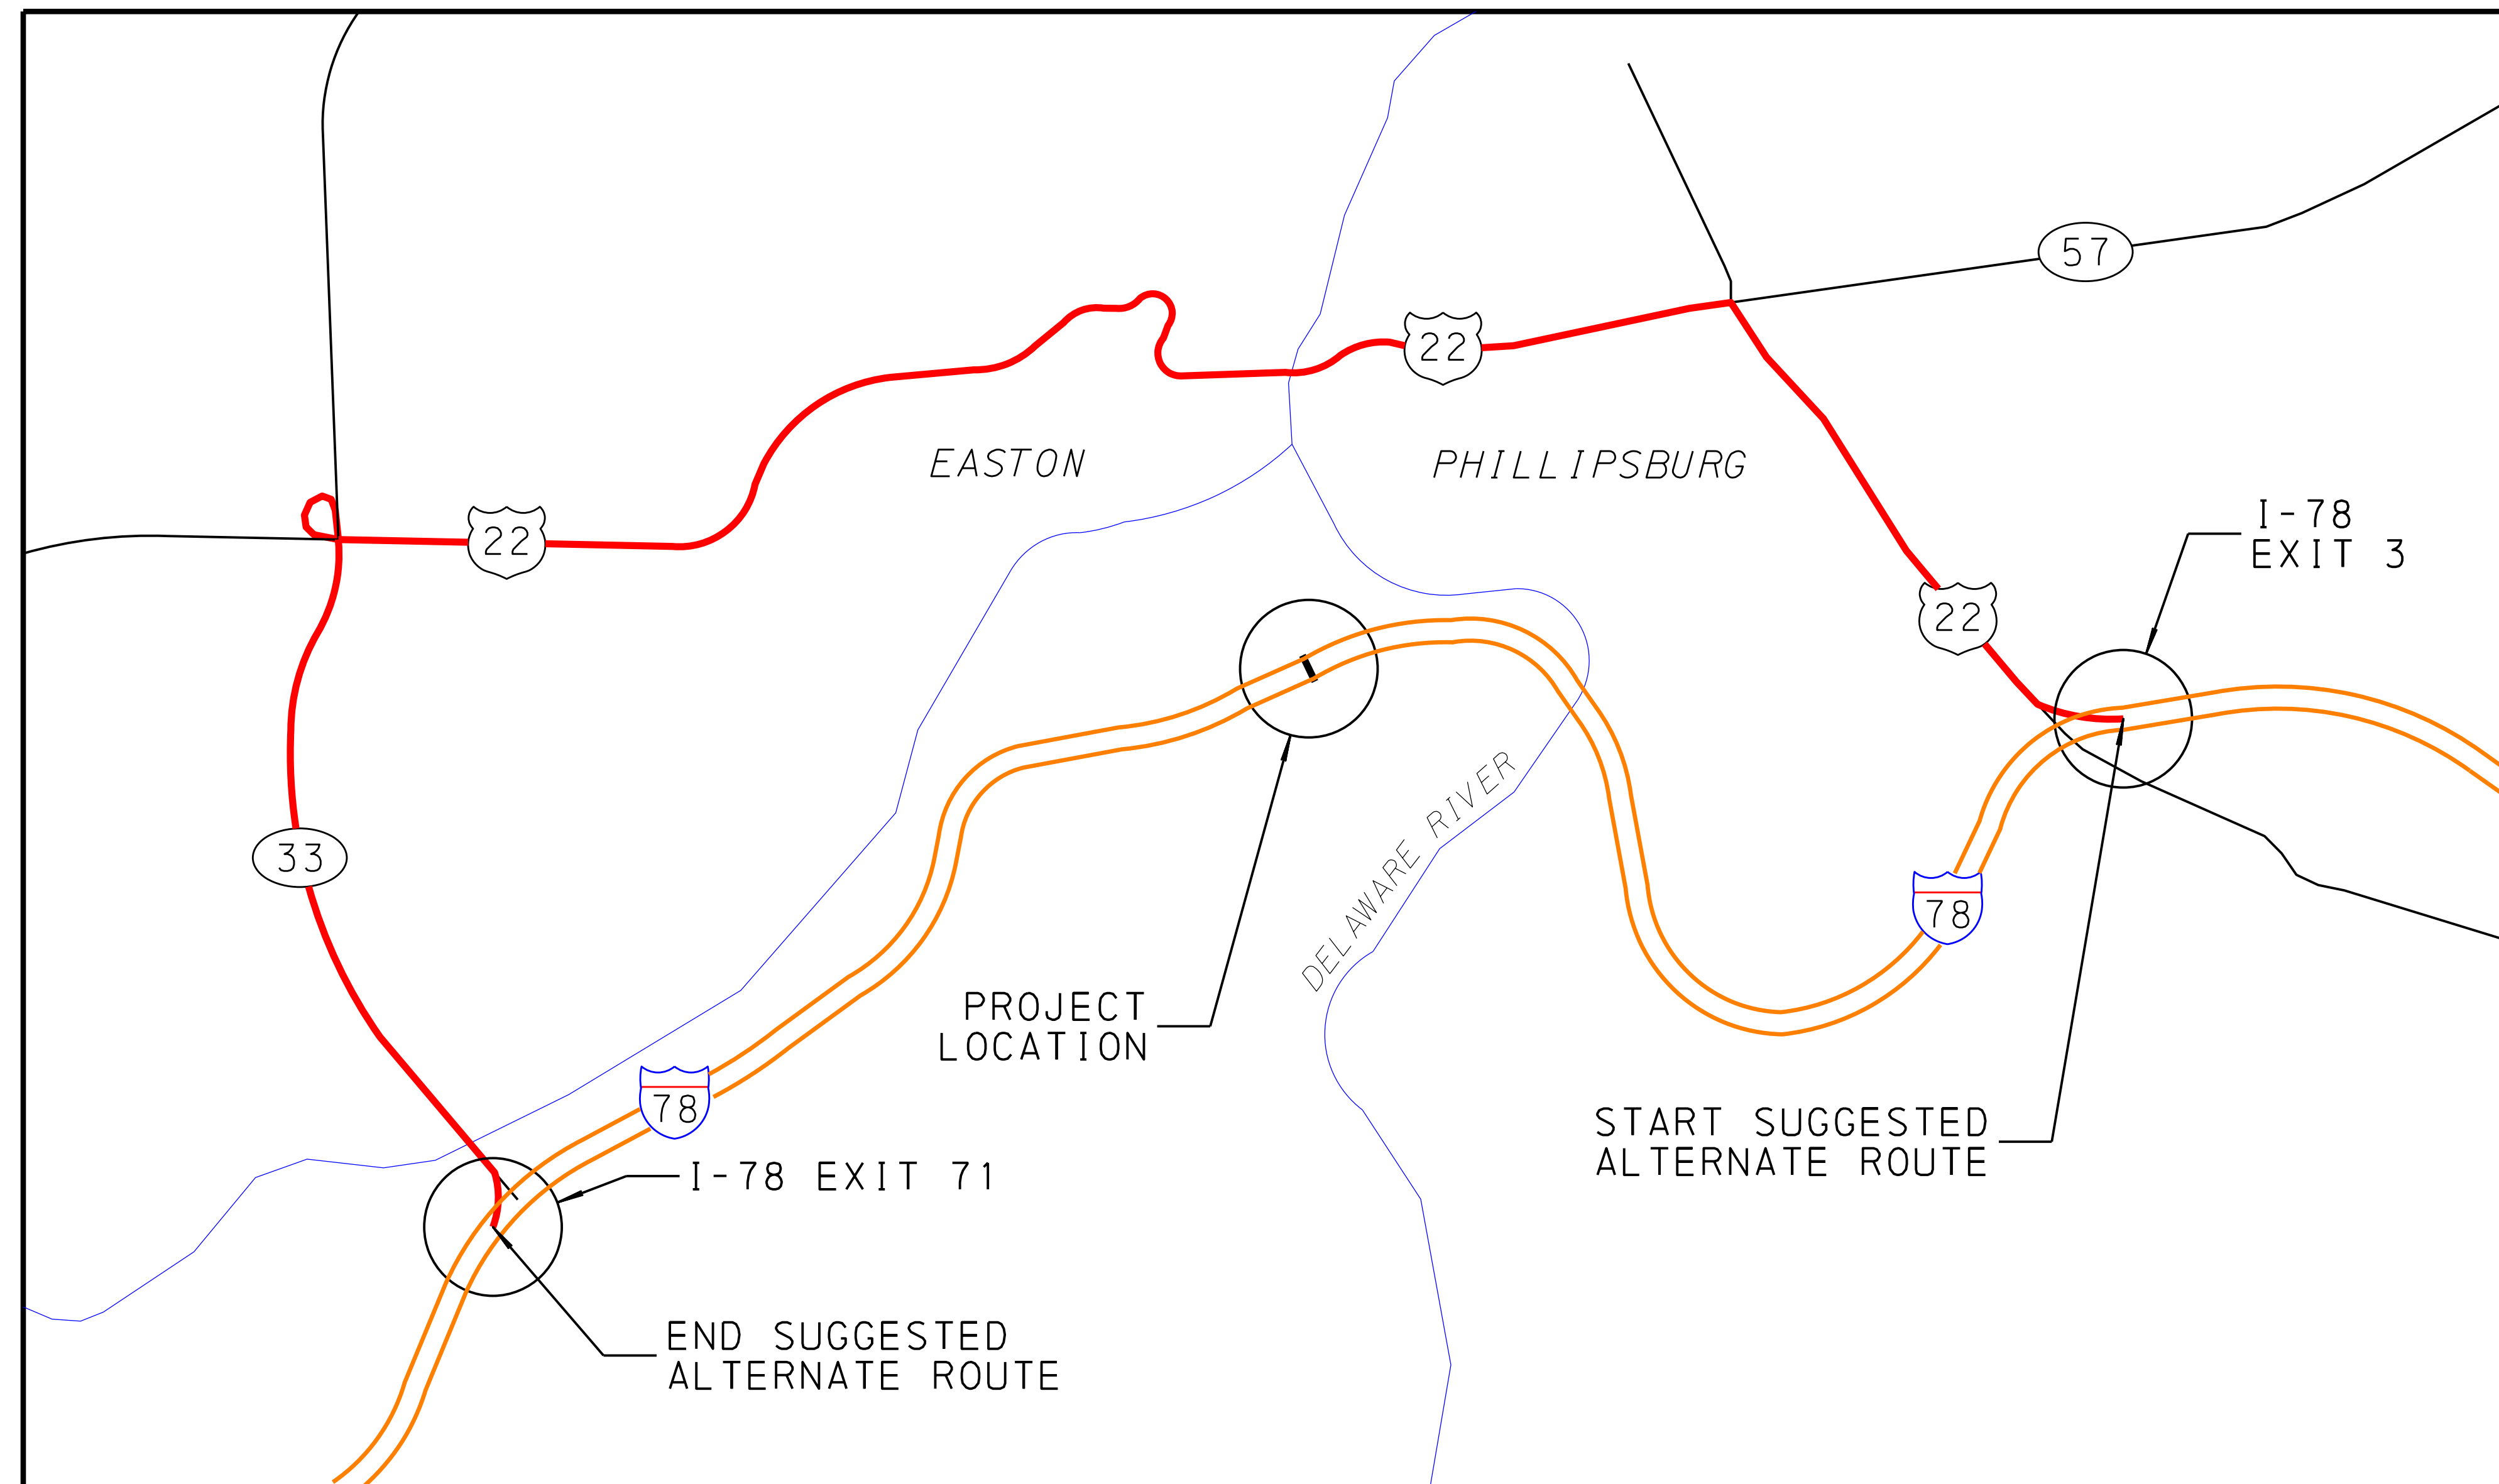 57
22
EASTON
PHILLIPSBURG
I-78
EXIT 3
22
22
33
78
DELAWARE RIVER
PROJECT
LOCATION
78
START SUGGESTED
ALTERNATE ROUTE
I-78 EXIT 71
END SUGGESTED
ALTERNATE ROUTE